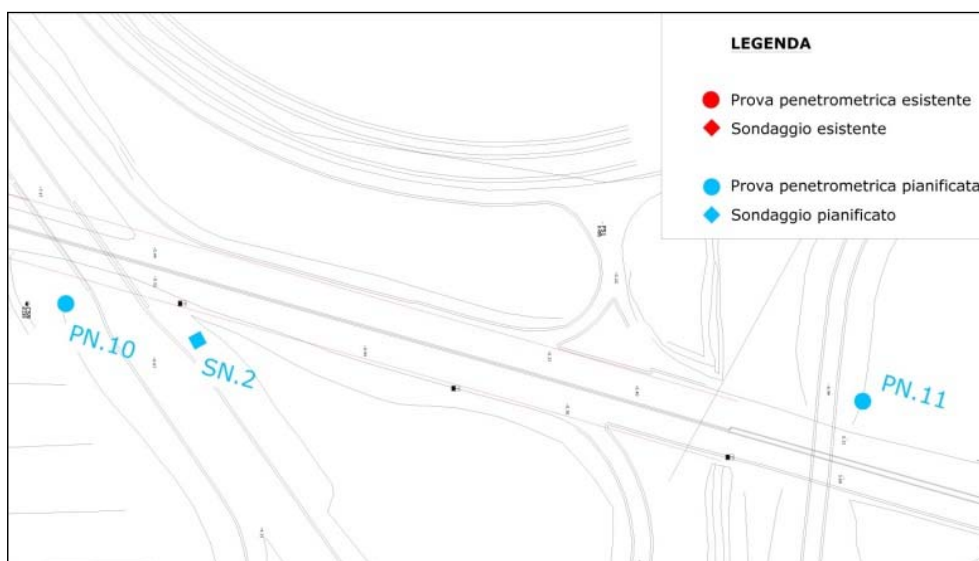 LEGENDA
Prova penetrometrica esistente
Sondaggio esistente
Prova penetrometrica pianificata
Sondaggio pianificato
PN.10
SN.2
PN.11